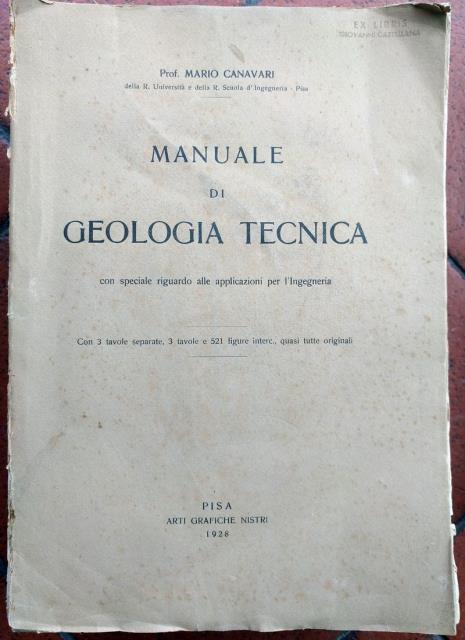 EX LIBRIS
GIOVANNI CASTELLANA
Prof. MARIO CANAVARI
della R. Università e della R. Scuola d'Ingegneria - Pisa
MANUALE
DI
GEOLOGIA TECNICA
con speciale riguardo alle applicazioni per l'Ingegneria
Con 3 tavole separate, 3 tavole e 521 figure interc., quasi tutte originali
PISA
ARTI GRAFICHE NISTRI
1928